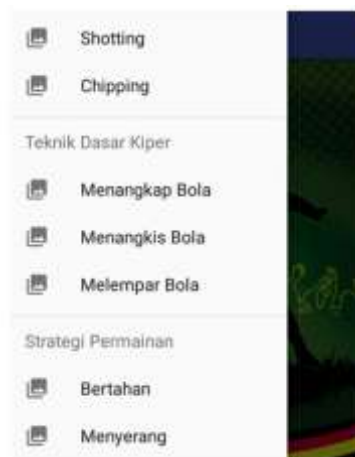 Shotting
Chipping
Teknik Dasar Kiper
Menangkap Bola
Menangkis Bola
Melempar Bola
Strategi Permainan
Bertahan
Menyerang